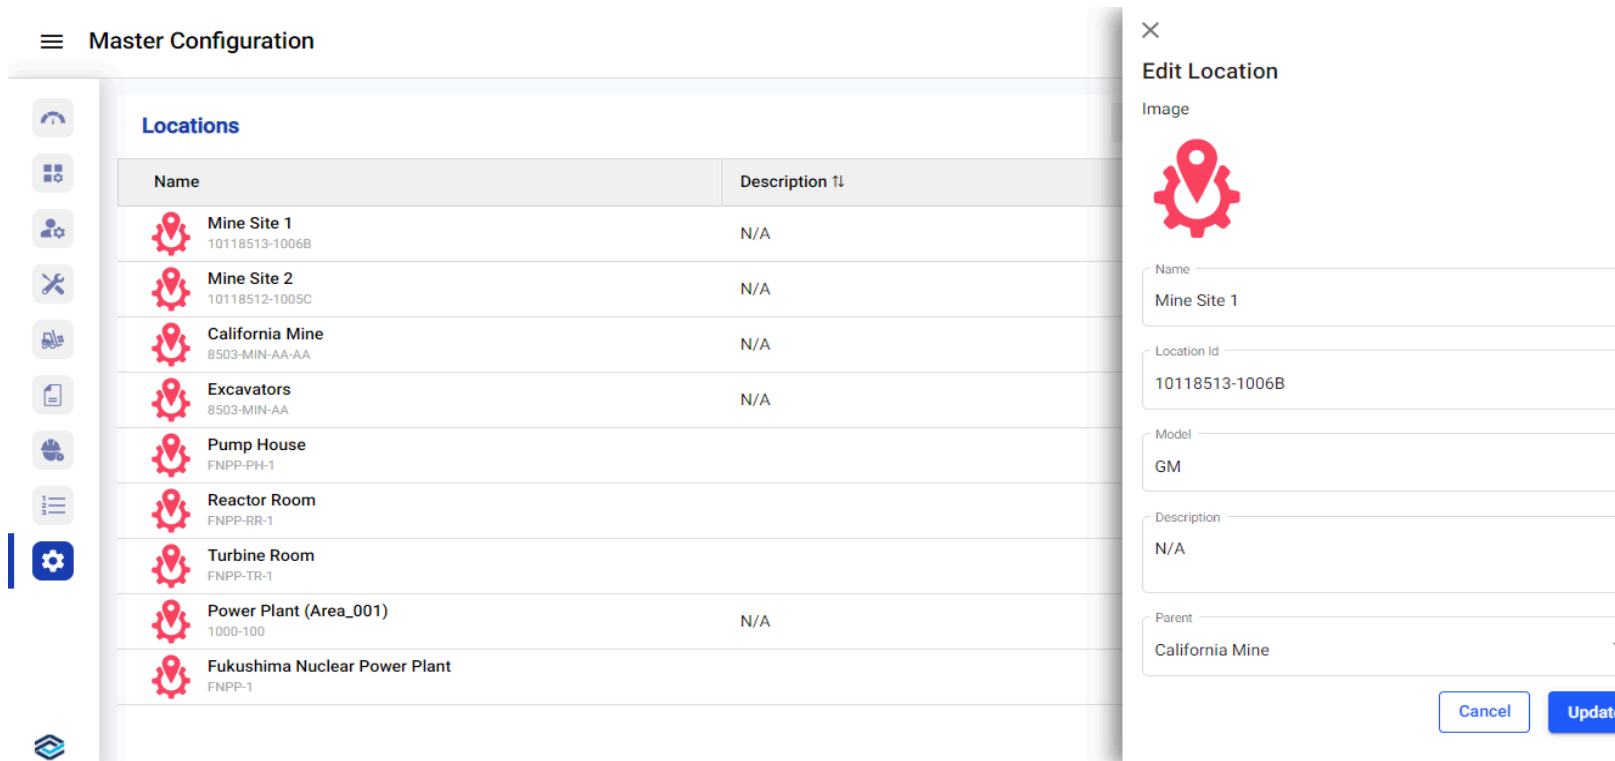 Master Configuration
Locations
Name
Description
Mine Site 1
10118513-1006B
N/A
Mine Site 2
10118512-1005C
N/A
California Mine
8503-MIN-AA-AA
N/A
Excavators
8503-MIN-AA
N/A
Pump House
FNPP-PH-1
Reactor Room
FNPP-RR-1
Turbine Room
FNPP-TR-1
Power Plant (Area_001)
1000-100
N/A
Fukushima Nuclear Power Plant
FNPP-1
Edit Location
Image
Name
Mine Site 1
Location Id
10118513-1006B
Model
GM
Description
N/A
Parent
California Mine
Cancel
Update